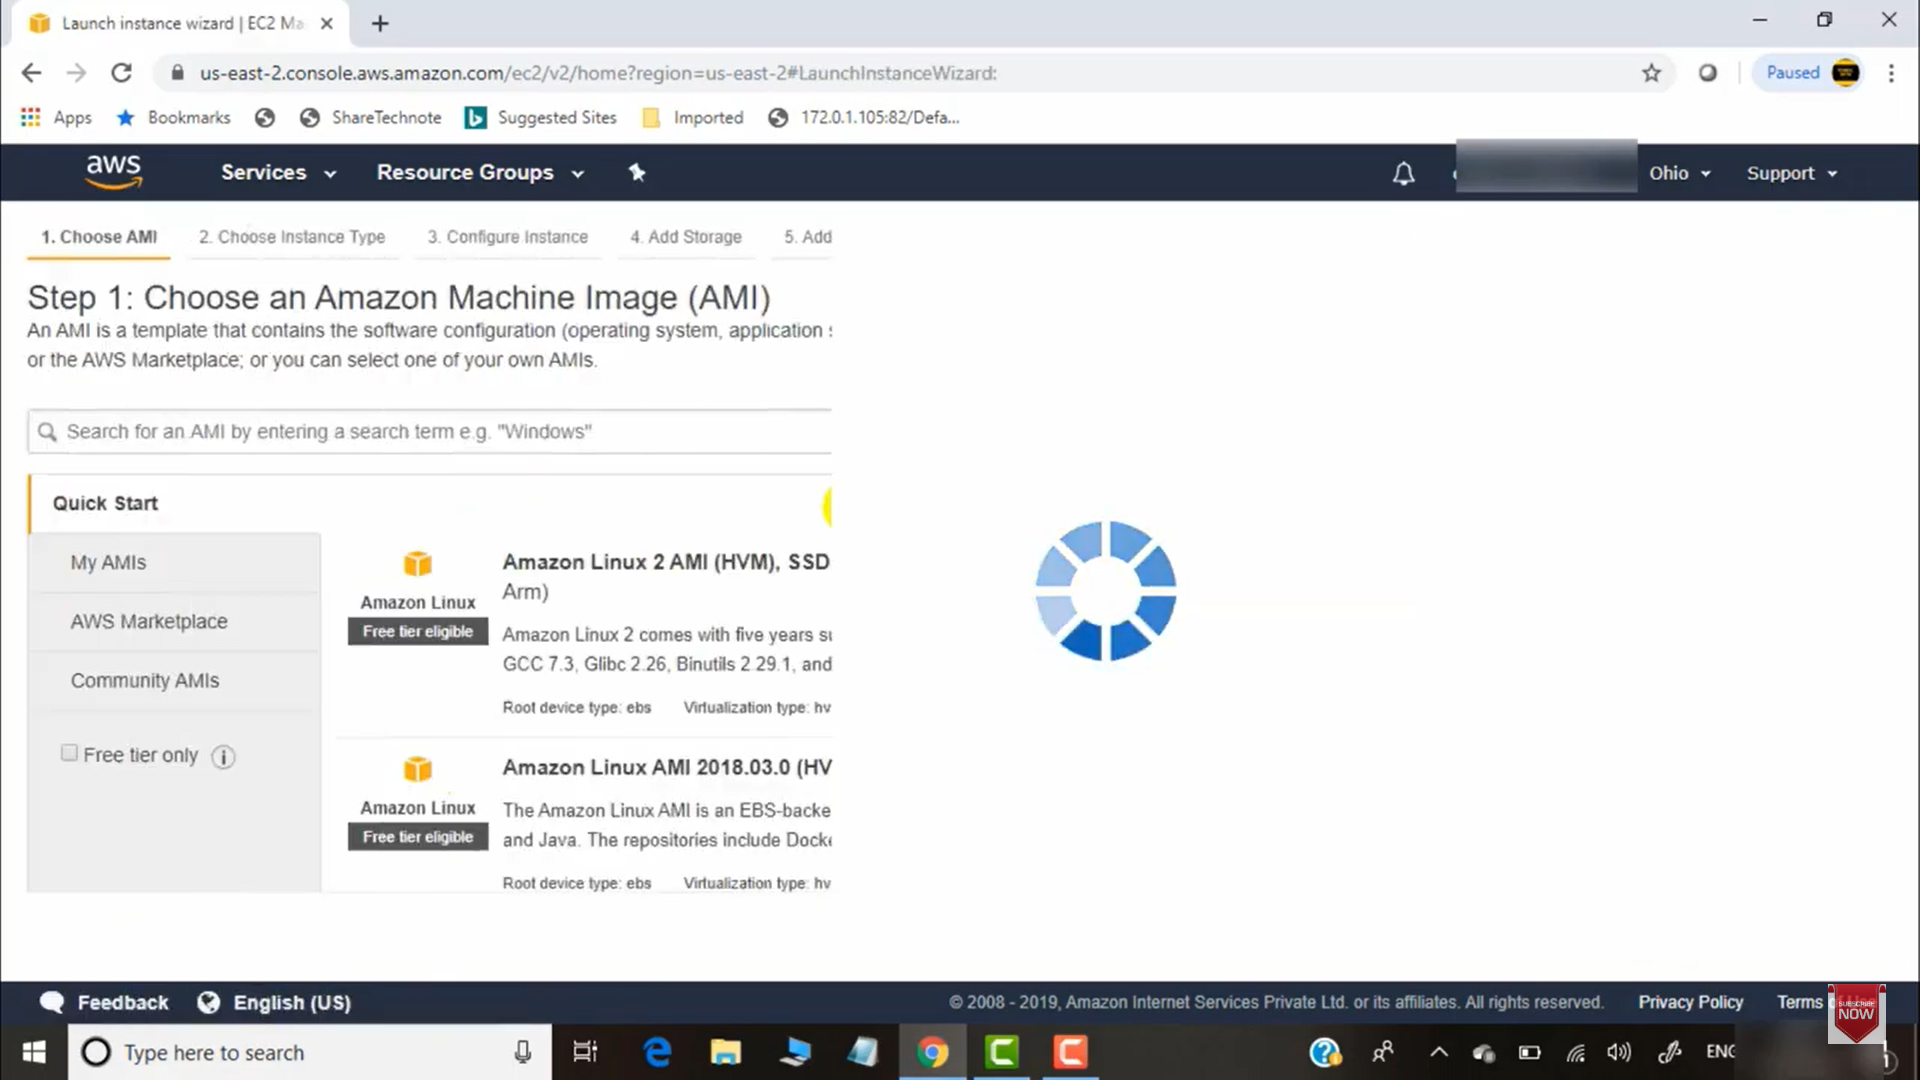 Launch instance wizard | EC2 Ma
us-east-2.console.aws.amazon.com/ec2/v2/home?region=us-east-2#LaunchInstanceWizard:
Paused
Apps
Bookmarks
ShareTechnote
Suggested Sites
Imported
172.0.1.105:82/Defa...
aws
Services
Resource Groups
Ohio
Support
1. Choose AMI
2. Choose Instance Type
3. Configure Instance
4. Add Storage
5. Add
Step 1: Choose an Amazon Machine Image (AMI)
An AMI is a template that contains the software configuration (operating system, application s
or the AWS Marketplace; or you can select one of your own AMIs.
Search for an AMI by entering a search term e.g. "Windows"
Quick Start
My AMIs
AWS Marketplace
Community AMIs
Free tier only
Amazon Linux
Free tier eligible
Amazon Linux 2 AMI (HVM), SSD
Arm)
Amazon Linux 2 comes with five years su
GCC 7.3, Glibc 2.26, Binutils 2.29.1, and
Root device type: ebs Virtualization type: hv
Amazon Linux
Free tier eligible
Amazon Linux AMI 2018.03.0 (HV
The Amazon Linux AMI is an EBS-backe
and Java. The repositories include Docke
Root device type: ebs Virtualization type: hv
Feedback
English (US)
© 2008 - 2019, Amazon Internet Services Private Ltd. or its affiliates. All rights reserved.
Privacy Policy
Terms
SUBSCRIBE
NOW
Type here to search
ENG